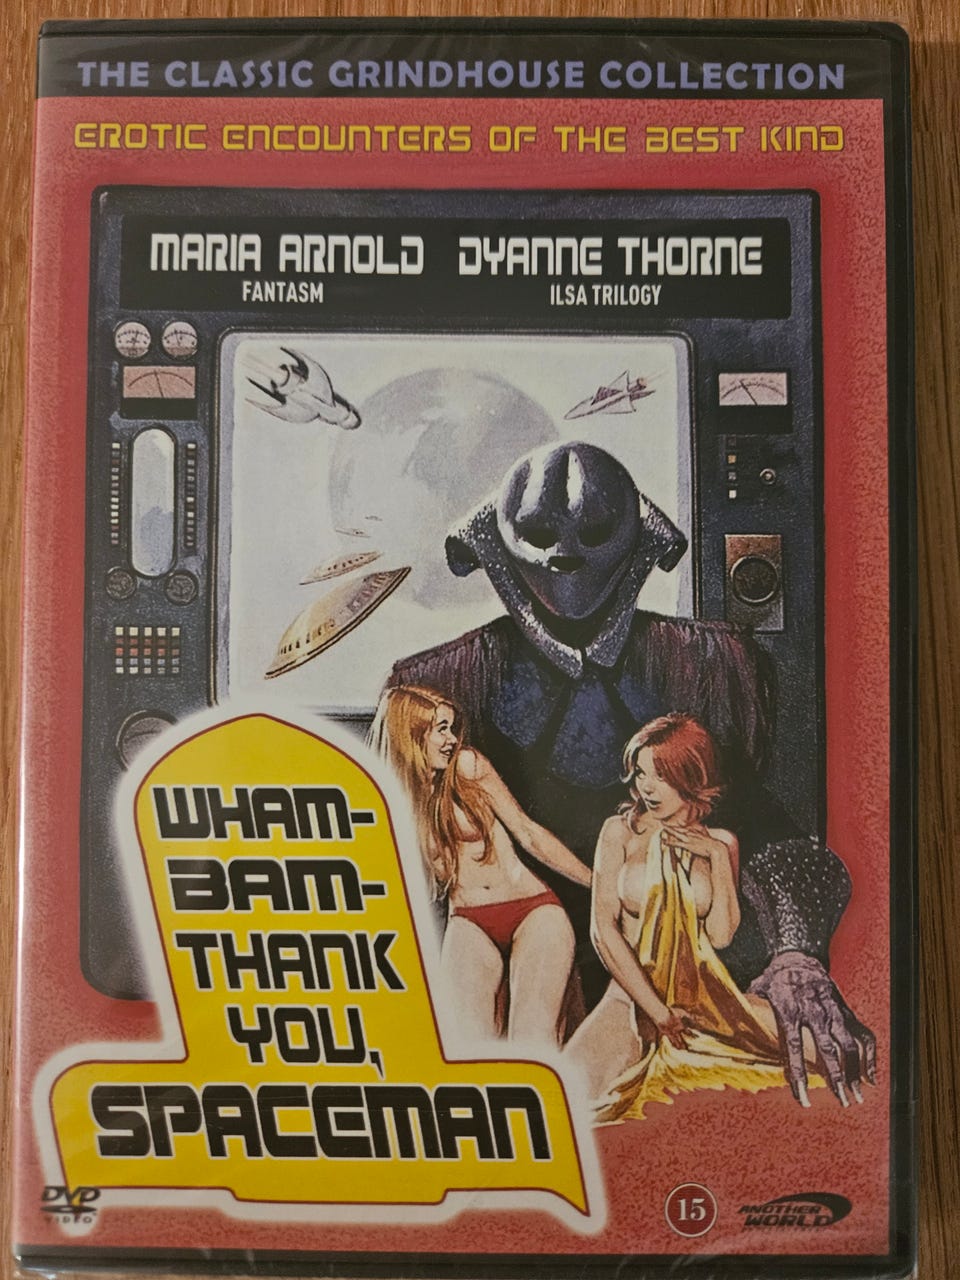 THE CLASSIC GRINDHOUSE COLLECTION
EROTIC ENCOUNTERS OF THE BEST KIND
MARIA ARNOLD DYANNE THORNE
FANTASM ILSA TRILOGY
WHAM-
BAM-
THANK
YOU,
SPACEMAN
DVD
VIDEO
15
ANOTHER
WORLD